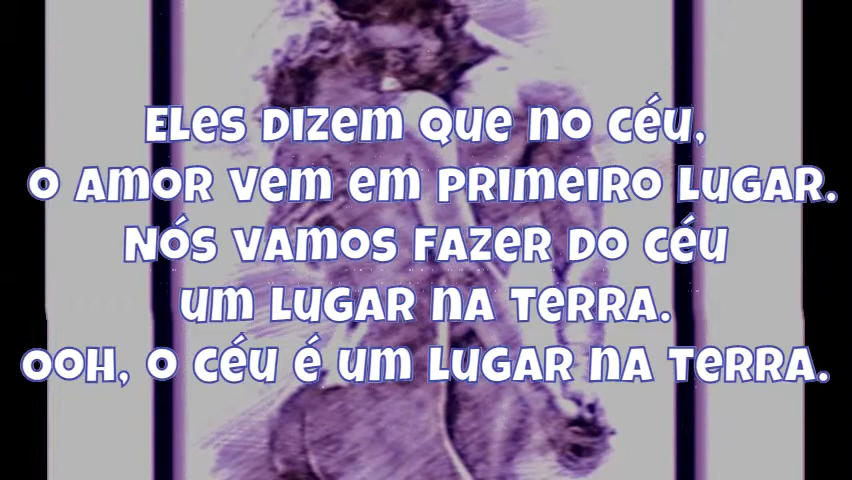 Eles dizem que no céu,
o amor vem em primeiro lugar.
Nós vamos fazer do céu
um lugar na Terra.
Ooh, o céu é um lugar na Terra.